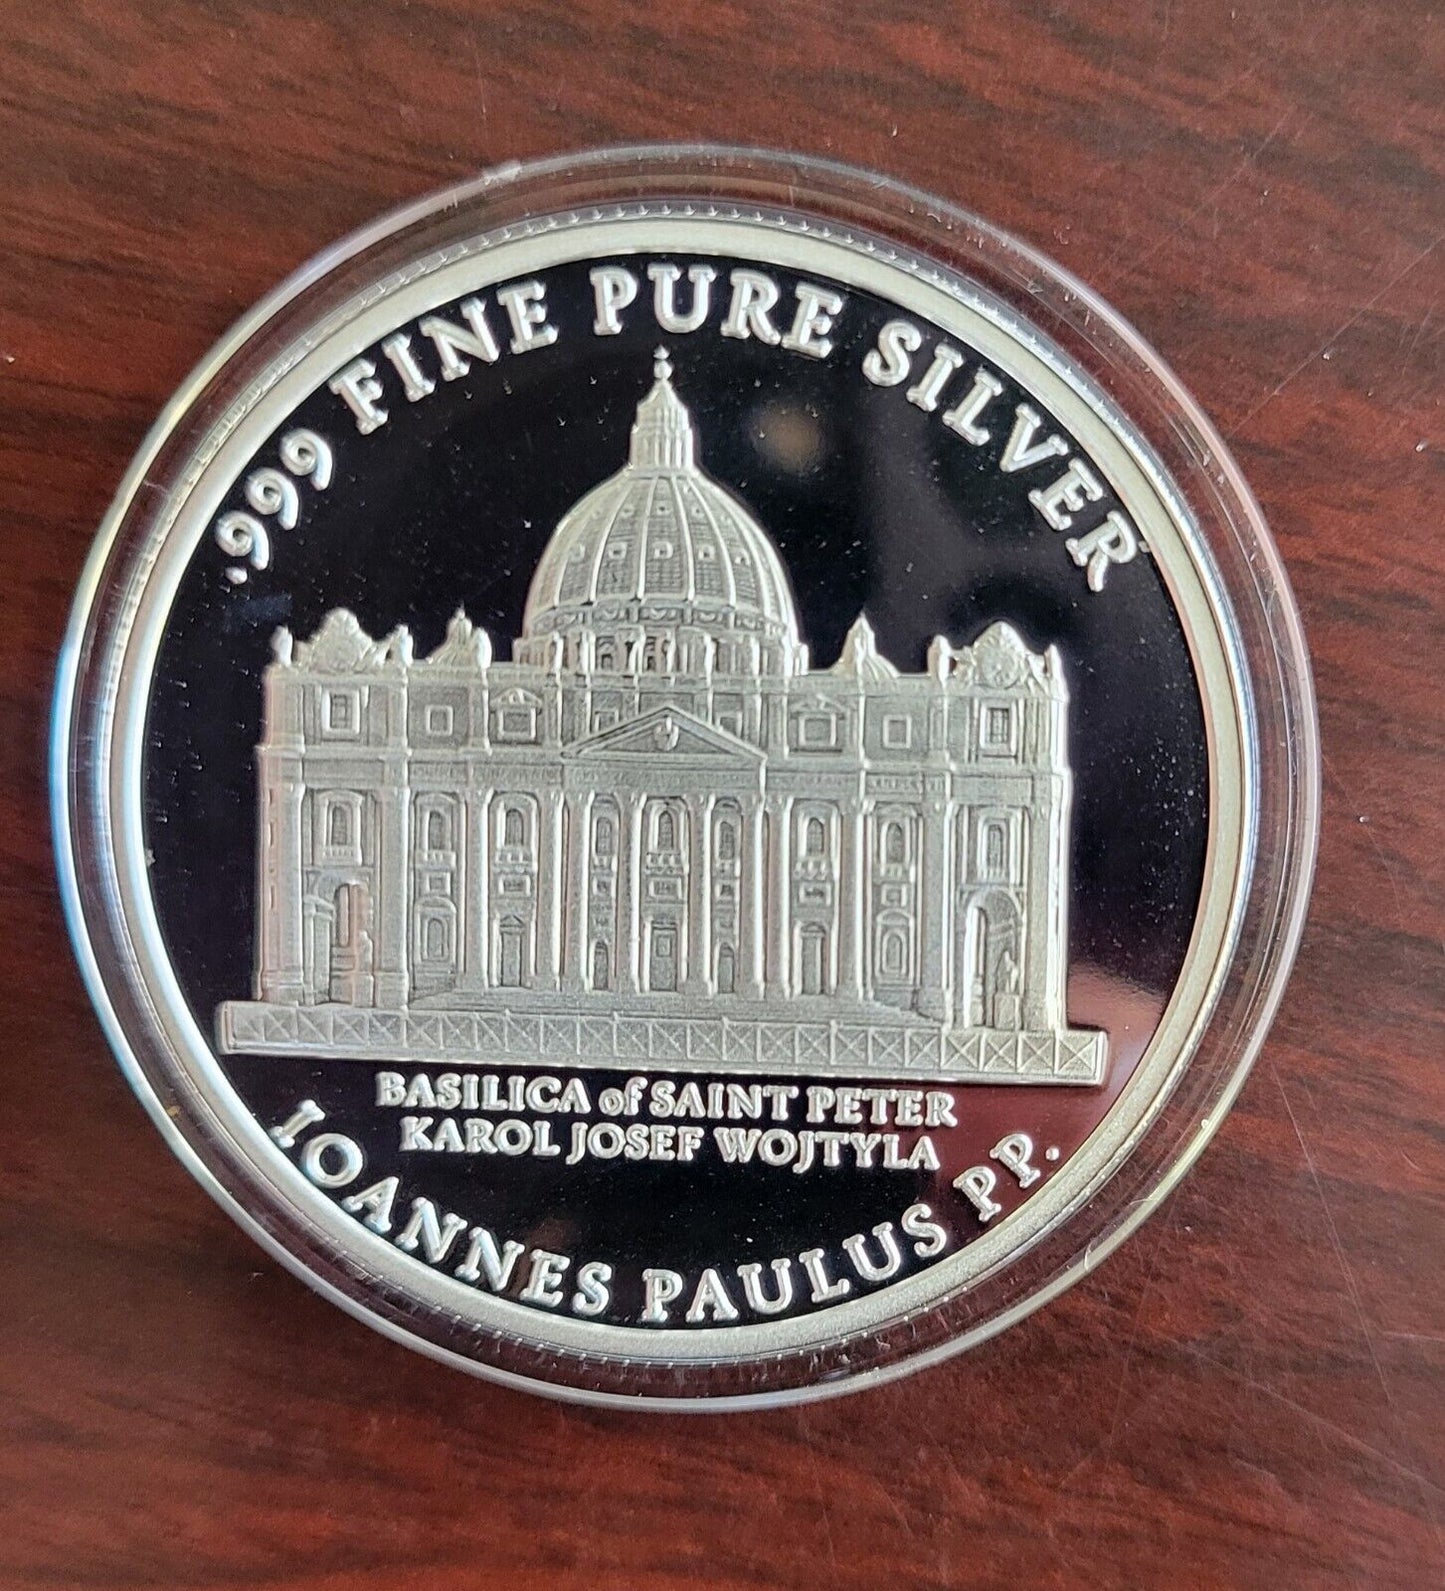 .999 FINE PURE SILVER
BASILICA of SAINT PETER
KAROL JOSEF WOJTYLA
IOANNES PAULUS PP.